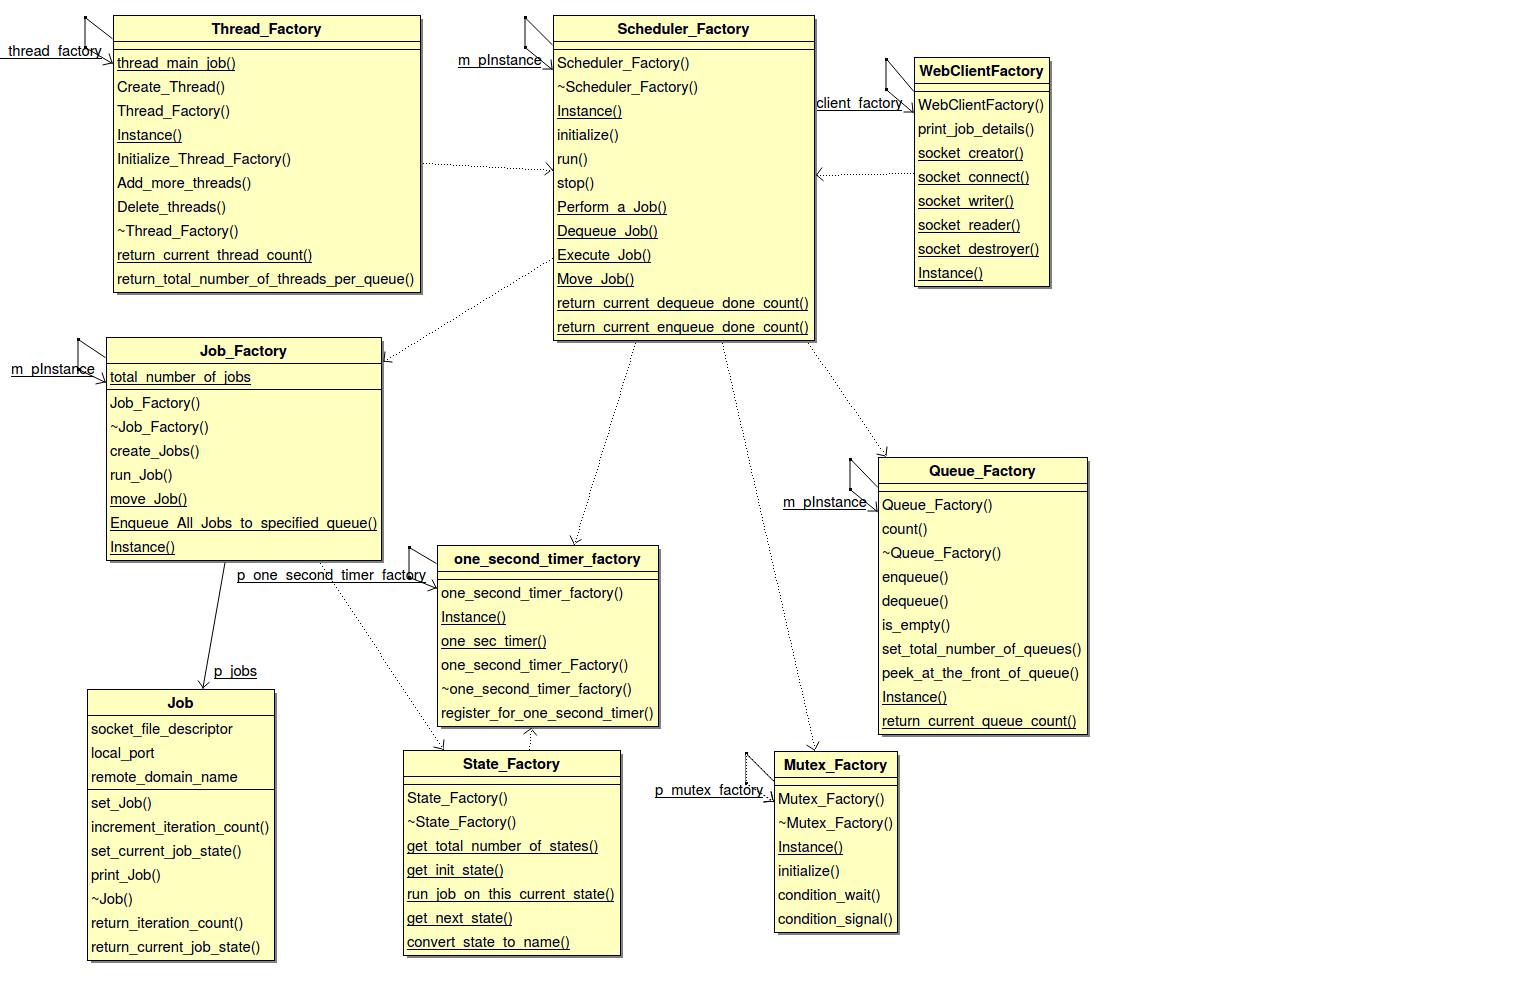 Thread_Factory
thread_factory
thread_main_job()
Create_Thread()
Thread_Factory()
Instance()
Initialize_Thread_Factory()
Add_more_threads()
Delete_threads()
~Thread_Factory()
return_current_thread_count()
return_total_number_of_threads_per_queue()
Scheduler_Factory
m_pInstance
Scheduler_Factory()
~Scheduler_Factory()
Instance()
initialize()
run()
stop()
Perform_a_Job()
Dequeue_Job()
Execute_Job()
Move_Job()
return_current_dequeue_done_count()
return_current_enqueue_done_count()
WebClientFactory
client_factory
WebClientFactory()
print_job_details()
socket_creator()
socket_connect()
socket_writer()
socket_reader()
socket_destroyer()
Instance()
Job_Factory
m_pInstance
total_number_of_jobs
Job_Factory()
~Job_Factory()
create_Jobs()
run_Job()
move_Job()
Enqueue_All_Jobs_to_specified_queue()
Instance()
Queue_Factory
m_pInstance
Queue_Factory()
count()
~Queue_Factory()
enqueue()
dequeue()
is_empty()
set_total_number_of_queues()
peek_at_the_front_of_queue()
Instance()
return_current_queue_count()
one_second_timer_factory
p_one_second_timer_factory
one_second_timer_factory()
Instance()
one_sec_timer()
one_second_timer_Factory()
~one_second_timer_factory()
register_for_one_second_timer()
p_jobs
Job
socket_file_descriptor
local_port
remote_domain_name
set_Job()
increment_iteration_count()
set_current_job_state()
print_Job()
~Job()
return_iteration_count()
return_current_job_state()
State_Factory
State_Factory()
~State_Factory()
get_total_number_of_states()
get_init_state()
run_job_on_this_current_state()
get_next_state()
convert_state_to_name()
Mutex_Factory
p_mutex_factory
Mutex_Factory()
~Mutex_Factory()
Instance()
initialize()
condition_wait()
condition_signal()